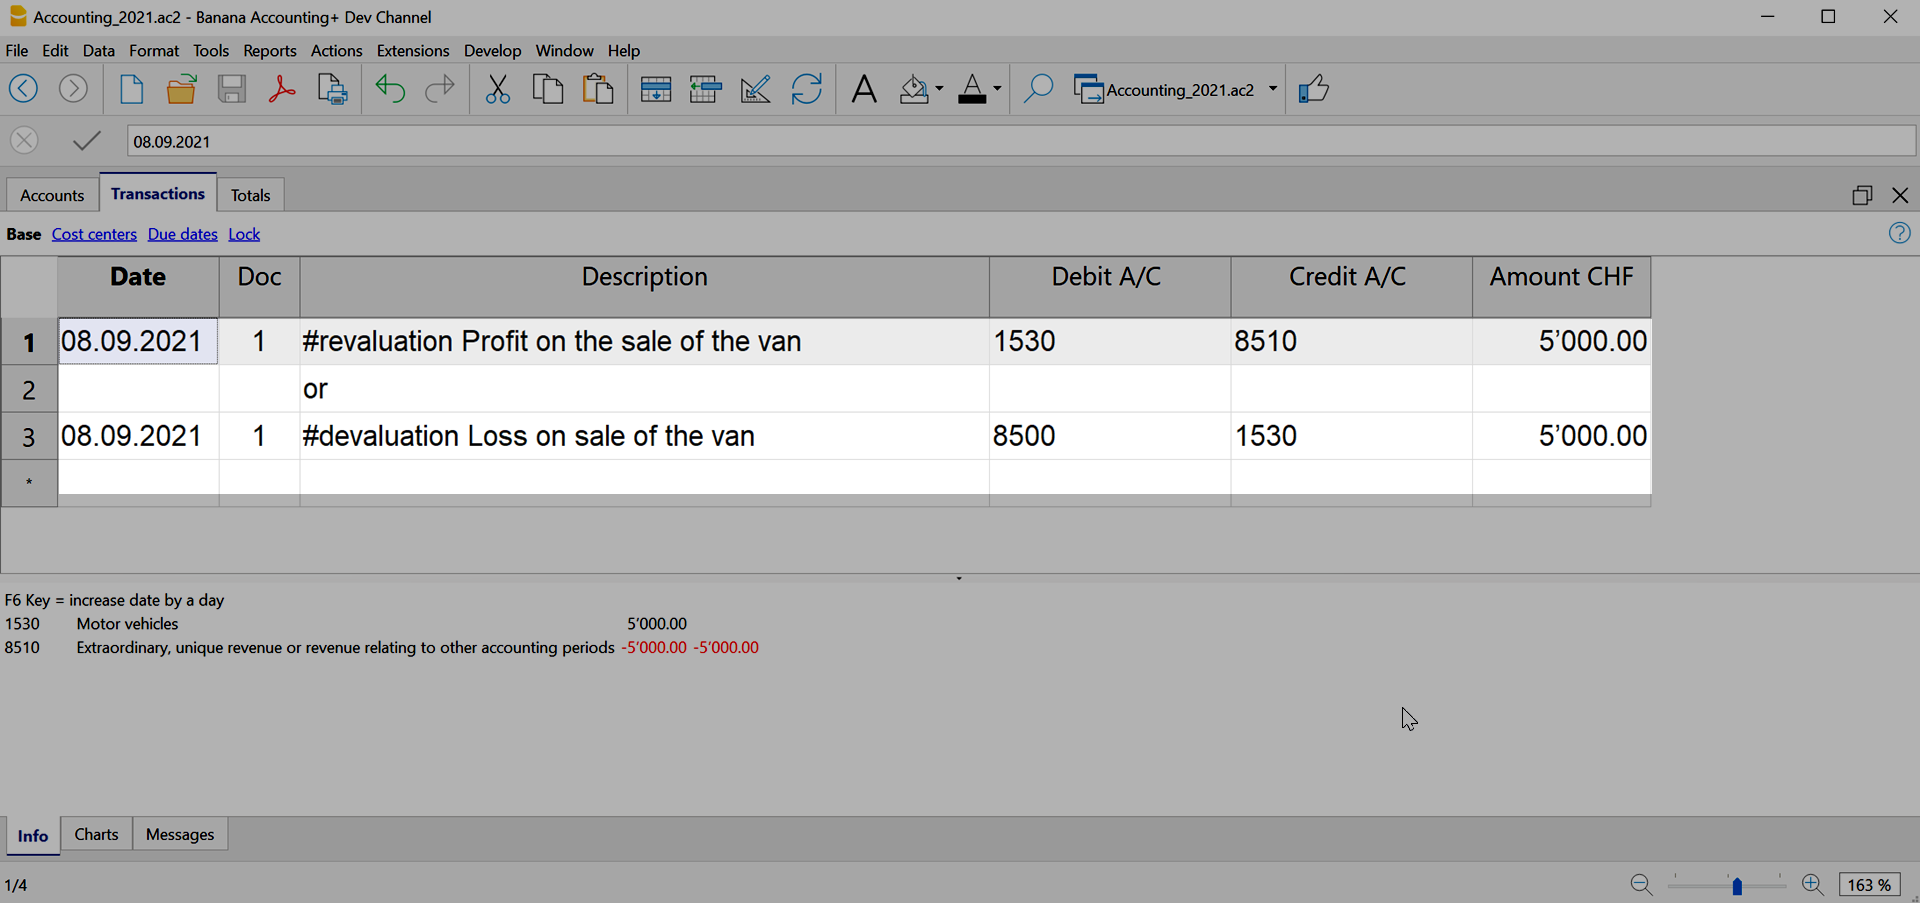 Accounting_2021.ac2 - Banana Accounting+ Dev Channel
File Edit Data Format Tools Reports Actions Extensions Develop Window Help
A A Accounting_2021.ac2
08.09.2021
Accounts Transactions Totals
Base Cost centers Due dates Lock ?
Date Doc Description Debit A/C Credit A/C Amount CHF
1 08.09.2021 1 #revaluation Profit on the sale of the van 1530 8510 5’000.00
2 or
3 08.09.2021 1 #devaluation Loss on sale of the van 8500 1530 5’000.00
*
F6 Key = increase date by a day
1530 Motor vehicles 5'000.00
8510 Extraordinary, unique revenue or revenue relating to other accounting periods -5'000.00 -5'000.00
Info Charts Messages
1/4 163 %